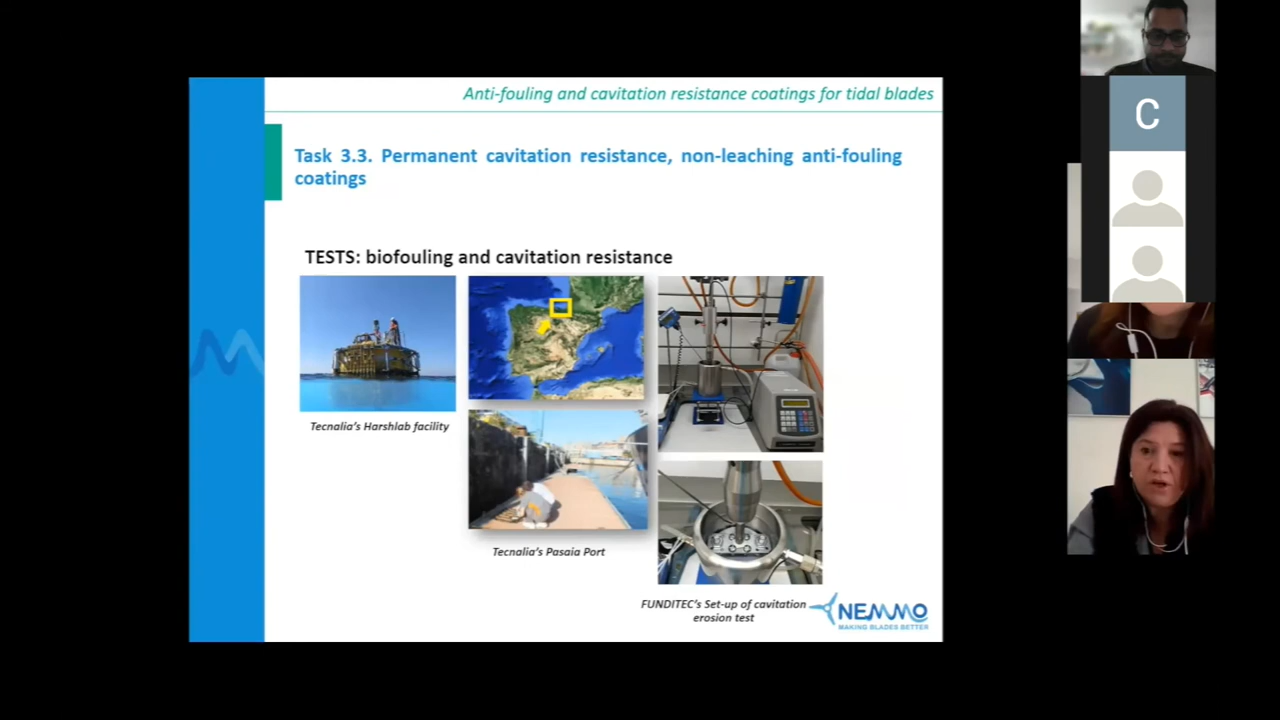 Anti-fouling and cavitation resistance coatings for tidal blades
Task 3.3. Permanent cavitation resistance, non-leaching anti-fouling
coatings
TESTS: biofouling and cavitation resistance
Tecnalia's Harshlab facility
Tecnalia's Pasaia Port
FUNDITEC's Set-up of cavitation
erosion test
NEMMO
MAKING BLADES BETTER
C